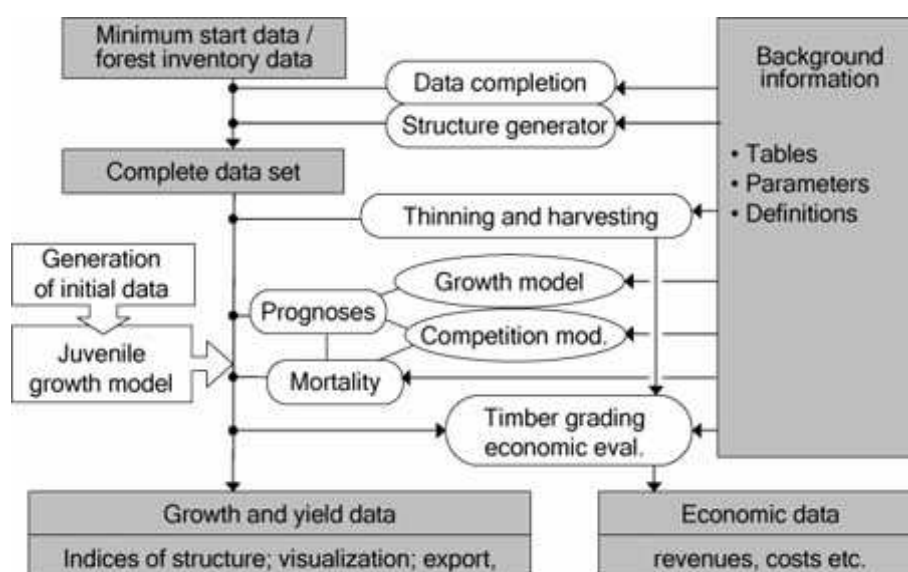 Minimum start data /
forest inventory data
Background
information
Data completion
Structure generator
• Tables
• Parameters
• Definitions
Complete data set
Thinning and harvesting
Generation
of initial data
Growth model
Prognoses
Competition mod.
Juvenile
growth model
Mortality
Timber grading
economic eval.
Growth and yield data
Economic data
Indices of structure; visualization; export,
revenues, costs etc.